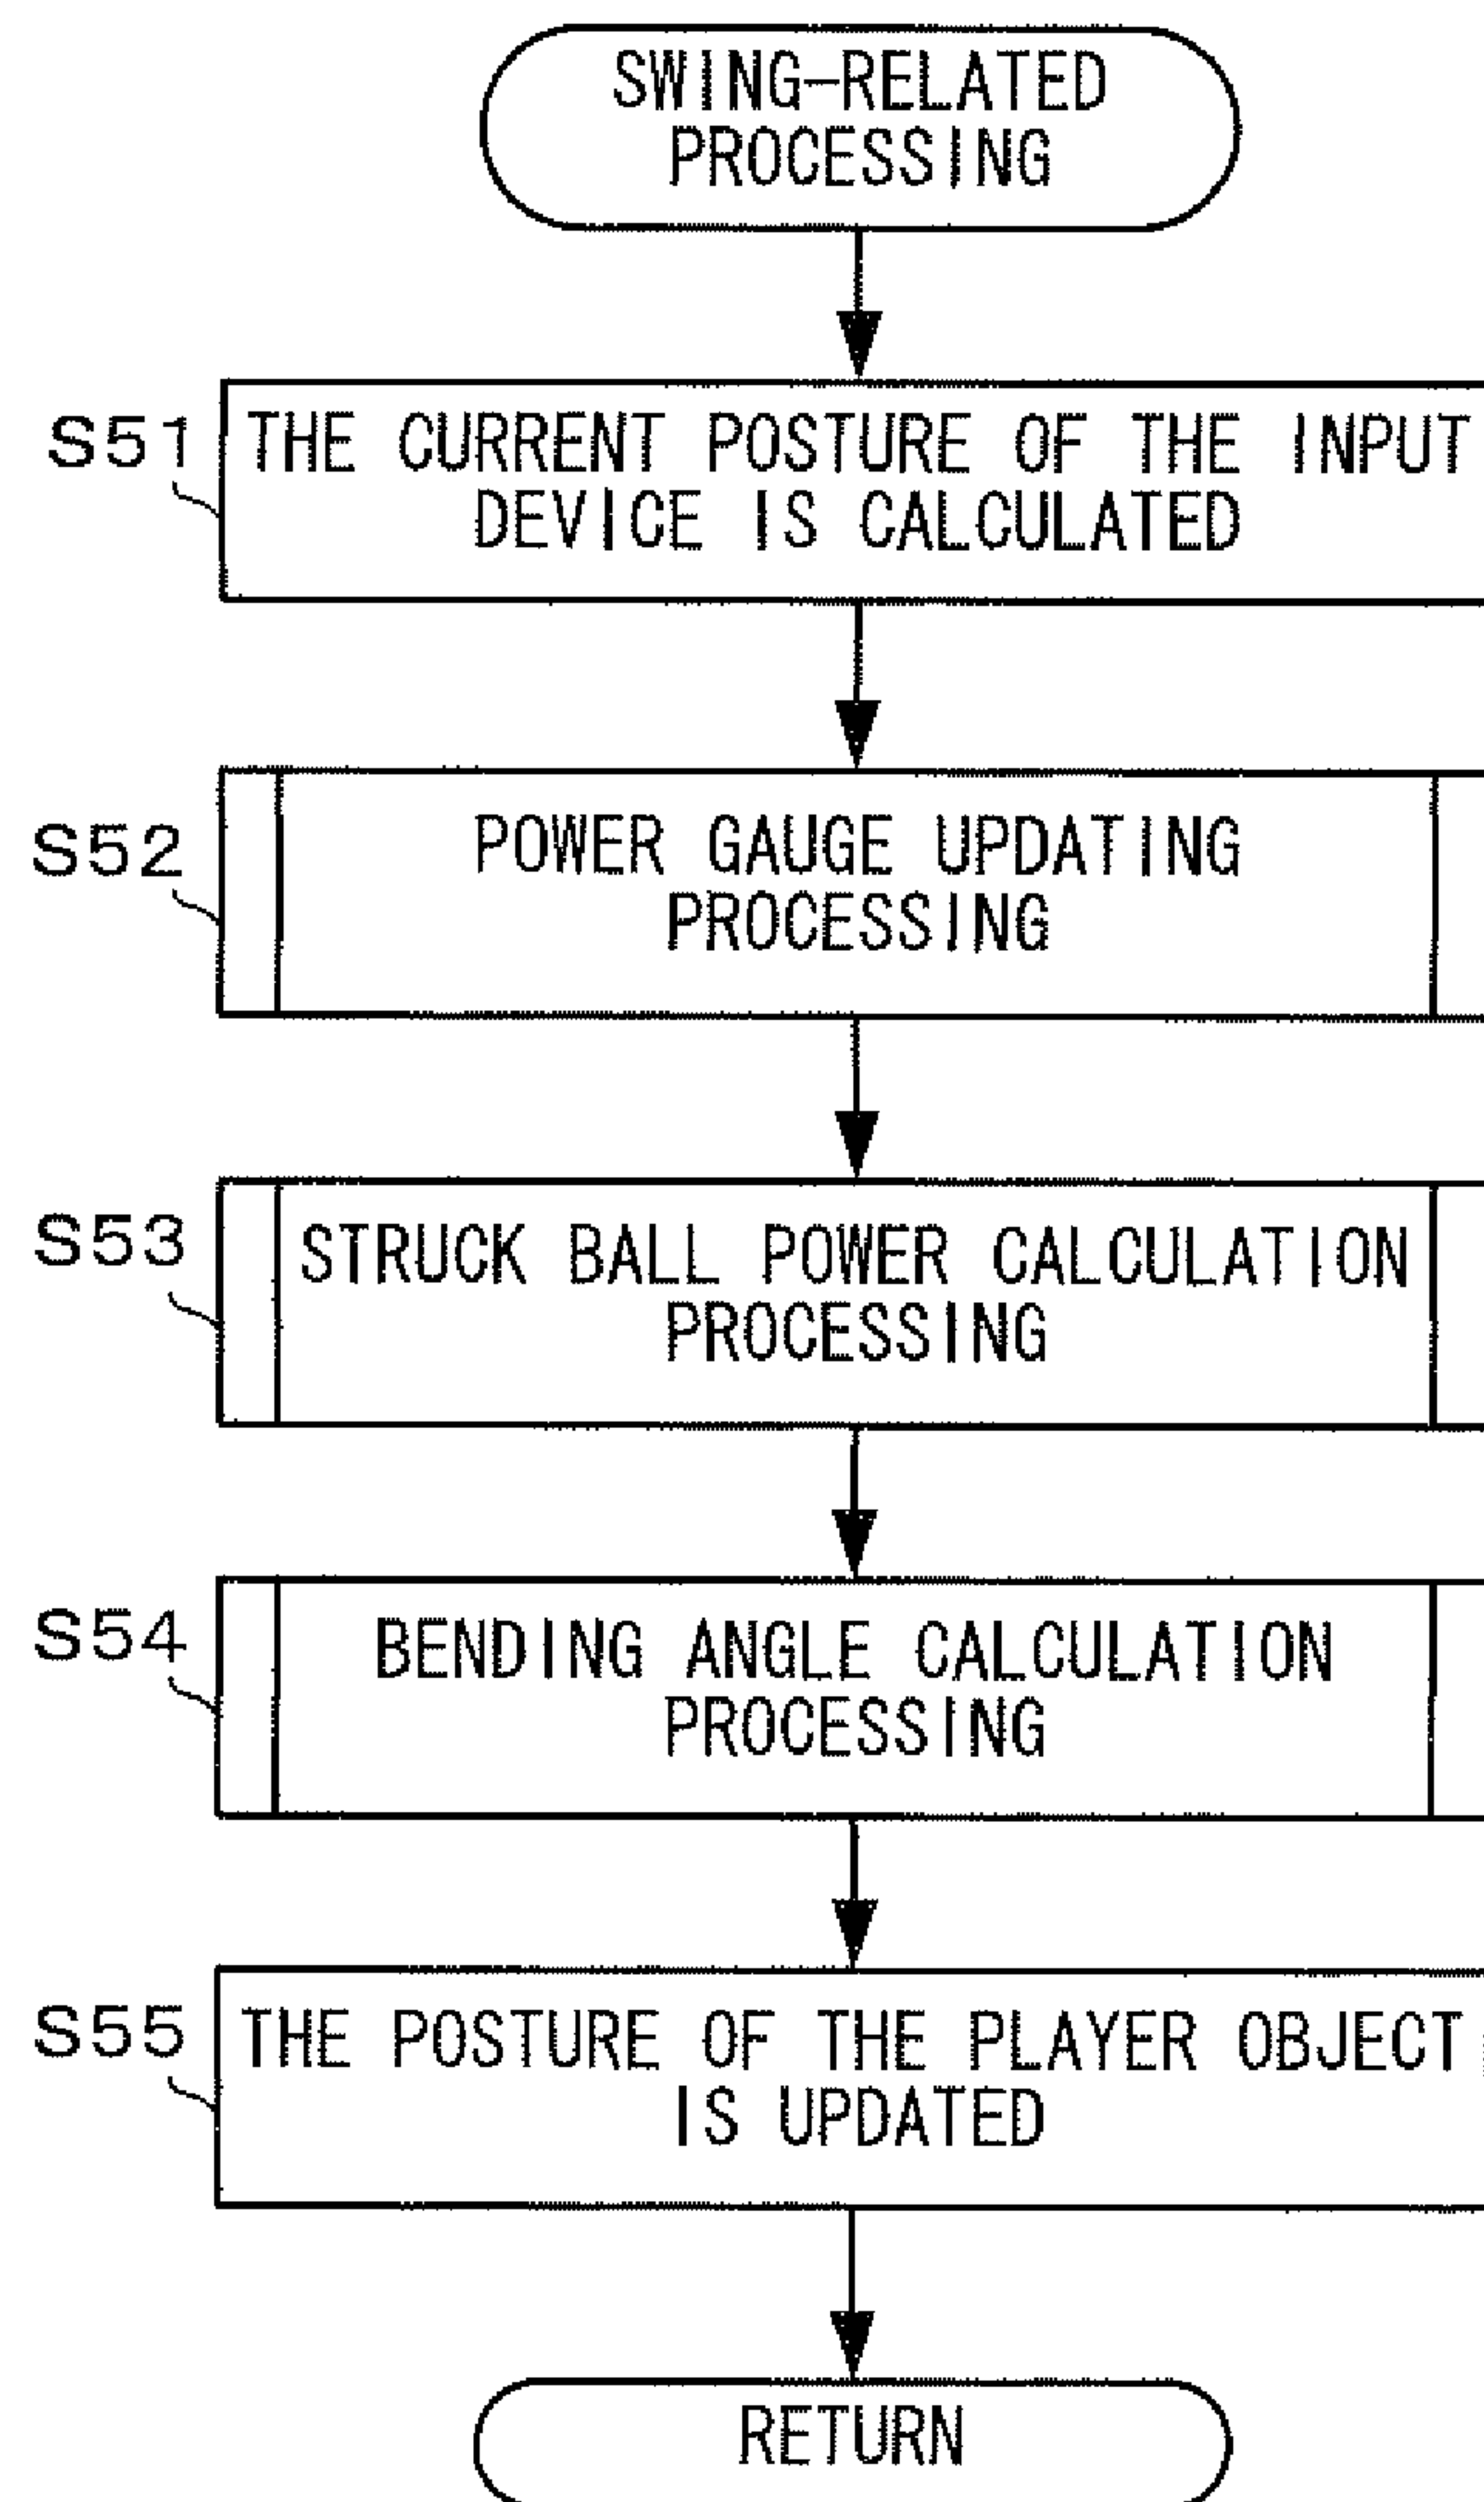 SWING-RELATED
PROCESSING
S51
THE CURRENT POSTURE OF THE INPUT
DEVICE IS CALCULATED
S52
POWER GAUGE UPDATING
PROCESSING
S53
STRUCK BALL POWER CALCULATION
PROCESSING
S54
BENDING ANGLE CALCULATION
PROCESSING
S55
THE POSTURE OF THE PLAYER OBJECT
IS UPDATED
RETURN